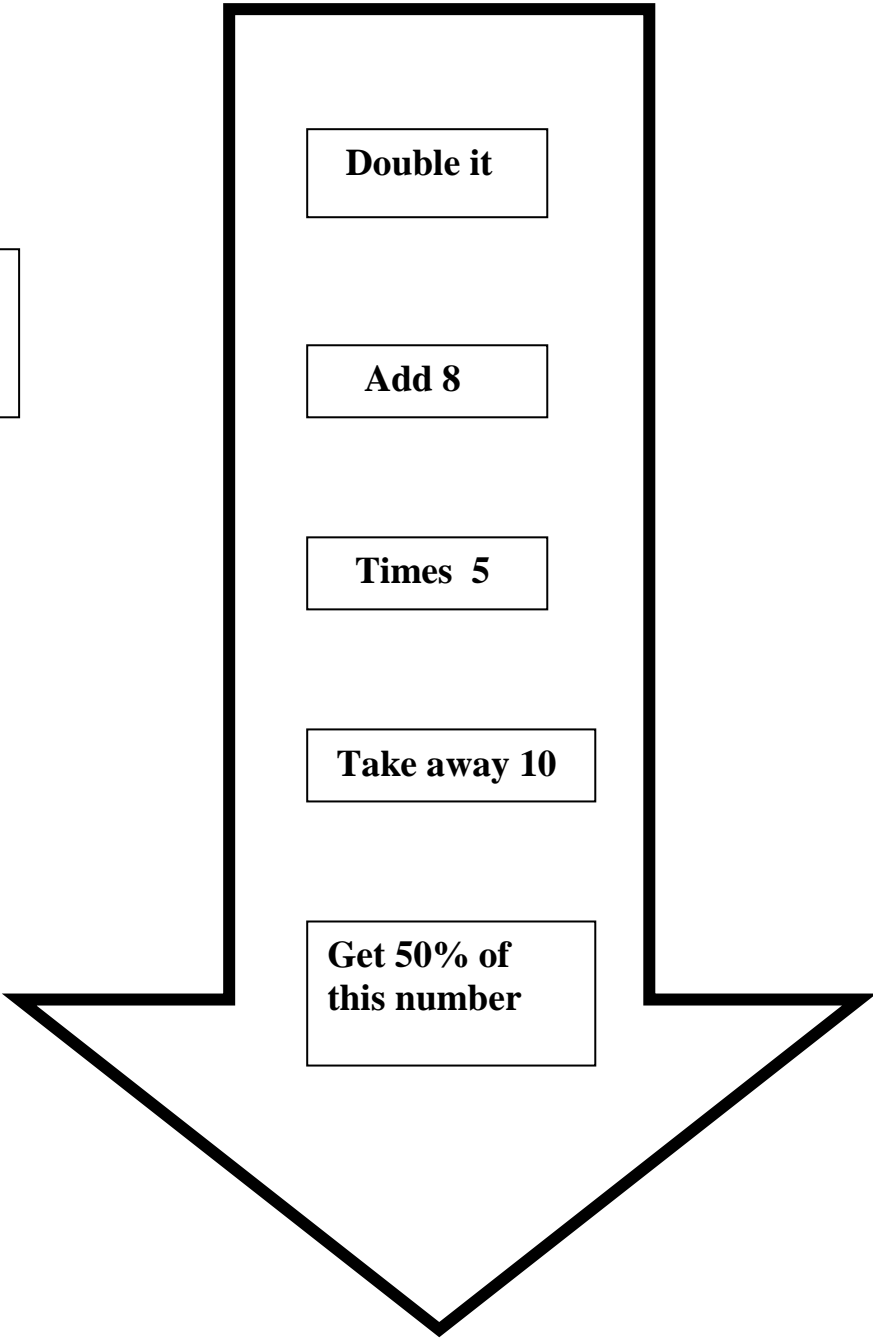 Double it
Add 8
Times 5
Take away 10
Get 50% of
this number